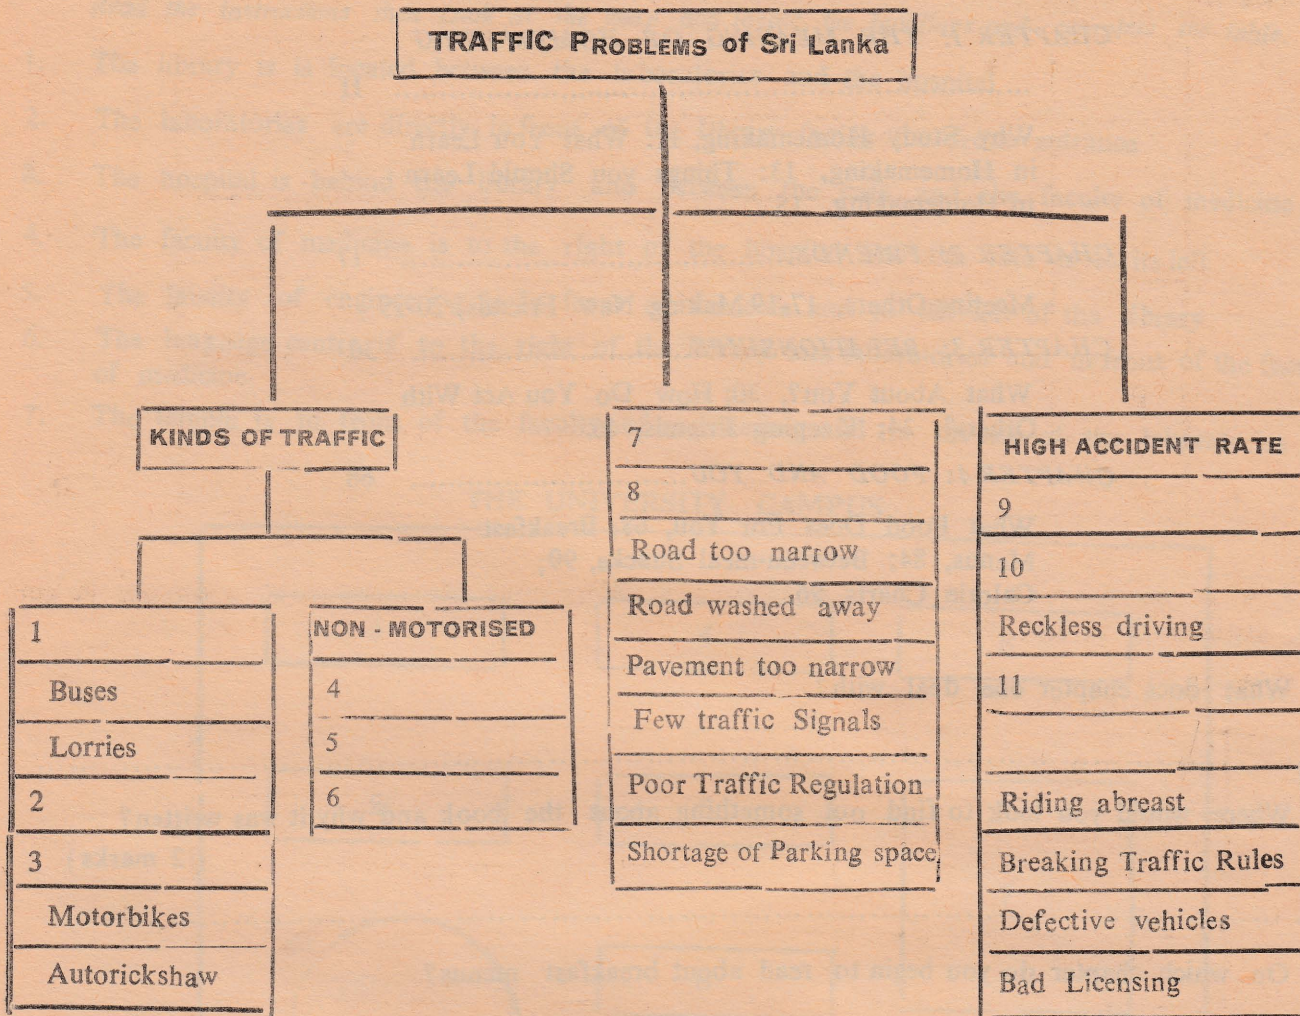 TRAFFIC PROBLEMS of Sri Lanka
KINDS OF TRAFFIC
1
Buses
Lorries
2
3
Motorbikes
Autorickshaw
NON - MOTORISED
4
5
6
7
8
Road too narrow
Road washed away
Pavement too narrow
Few traffic Signals
Poor Traffic Regulation
Shortage of Parking space
HIGH ACCIDENT RATE
9
10
Reckless driving
11
Riding abreast
Breaking Traffic Rules
Defective vehicles
Bad Licensing